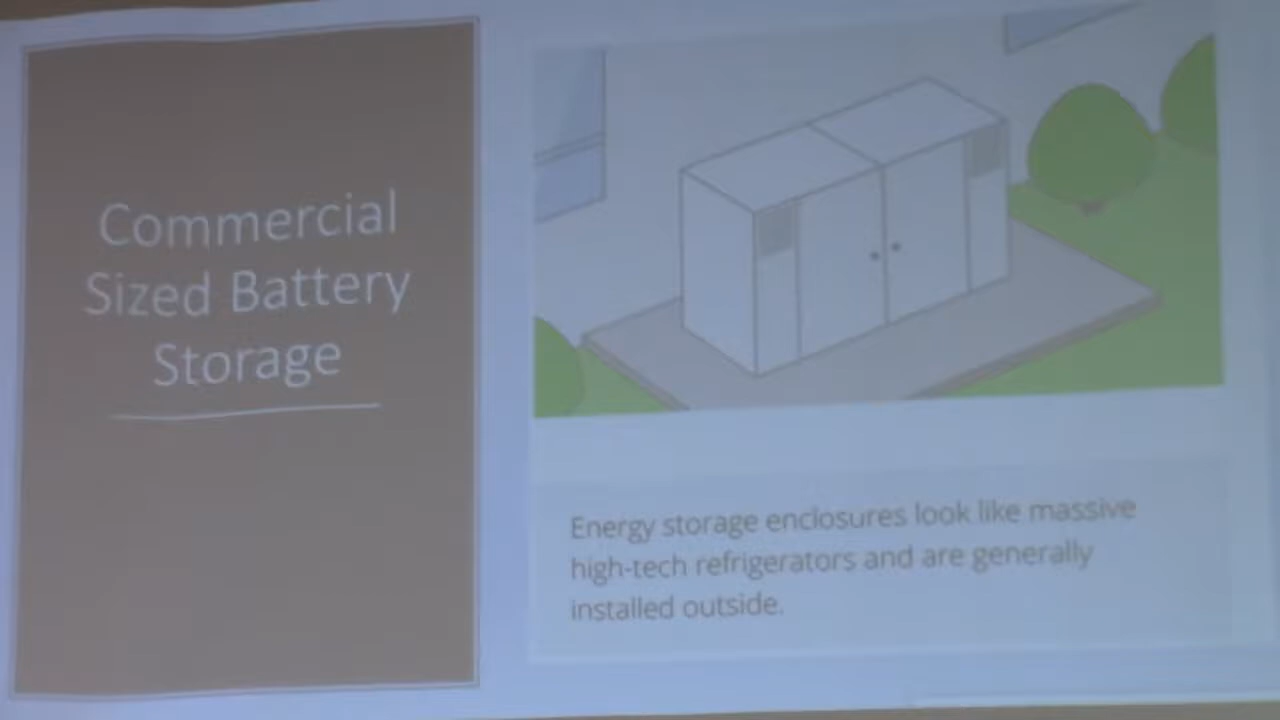 Commercial
Sized Battery
Storage
Energy storage enclosures look like massive
high-tech refrigerators and are generally
installed outside.